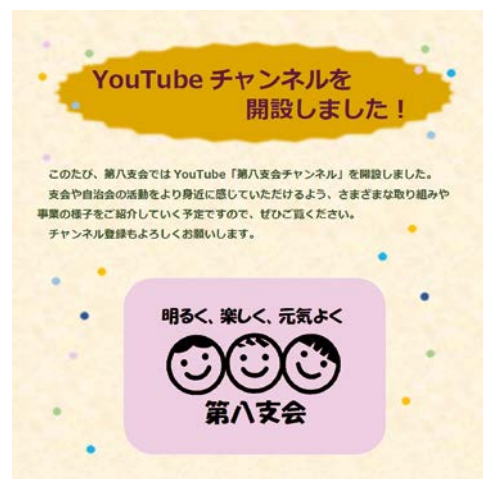 YouTube チャンネルを
開設しました！
このたび、第八支会では YouTube「第八支会チャンネル」を開設しました。
支会や自治会の活動をより身近に感じていただけるよう、さまざまな取り組みや
事業の様子をご紹介していく予定ですので、ぜひご覧ください。
チャンネル登録もよろしくお願いします。
明るく、楽しく、元気よく
第八支会